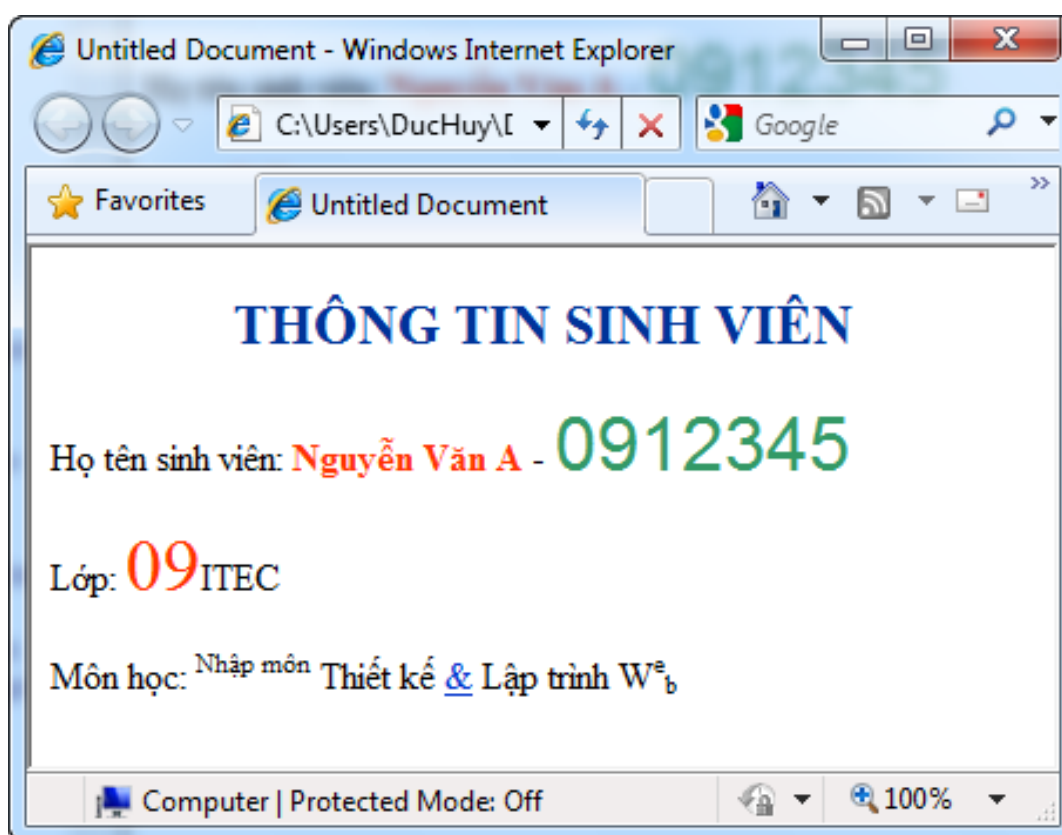 Untitled Document - Windows Internet Explorer
C:\Users\DucHuy\D
Google
Favorites
Untitled Document
THÔNG TIN SINH VIÊN
Họ tên sinh viên: Nguyễn Văn A - 0912345
Lớp: 09ITEC
Môn học: Nhập môn Thiết kế & Lập trình Web
Computer | Protected Mode: Off
100%